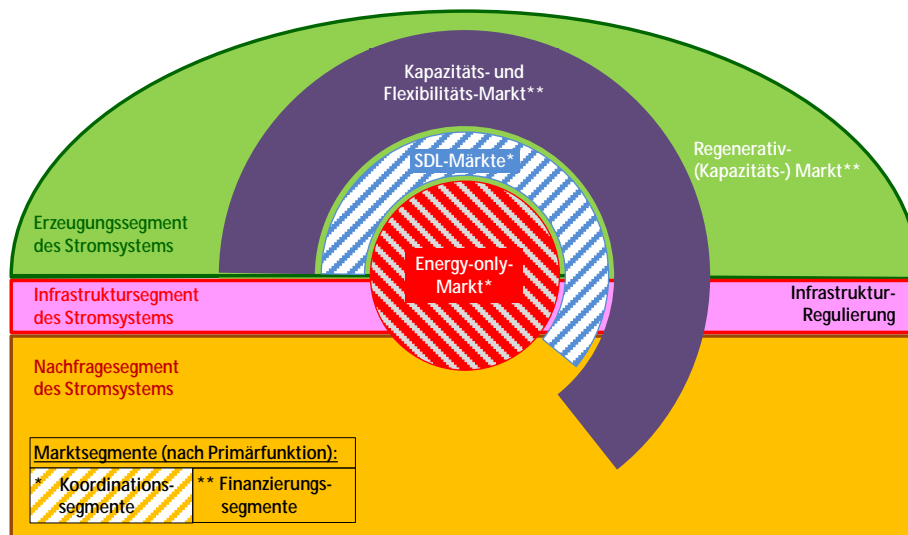 Kapazitäts- und
Flexibilitäts-Markt**
SDL-Märkte*
Regenerativ-
(Kapazitäts-) Markt**
Erzeugungssegment
des Stromsystems
Energy-only-
Markt*
Infrastruktursegment
des Stromsystems
Infrastruktur-
Regulierung
Nachfragesegment
des Stromsystems
Marktsegmente (nach Primärfunktion):
* Koordinations-
segmente
** Finanzierungs-
segmente